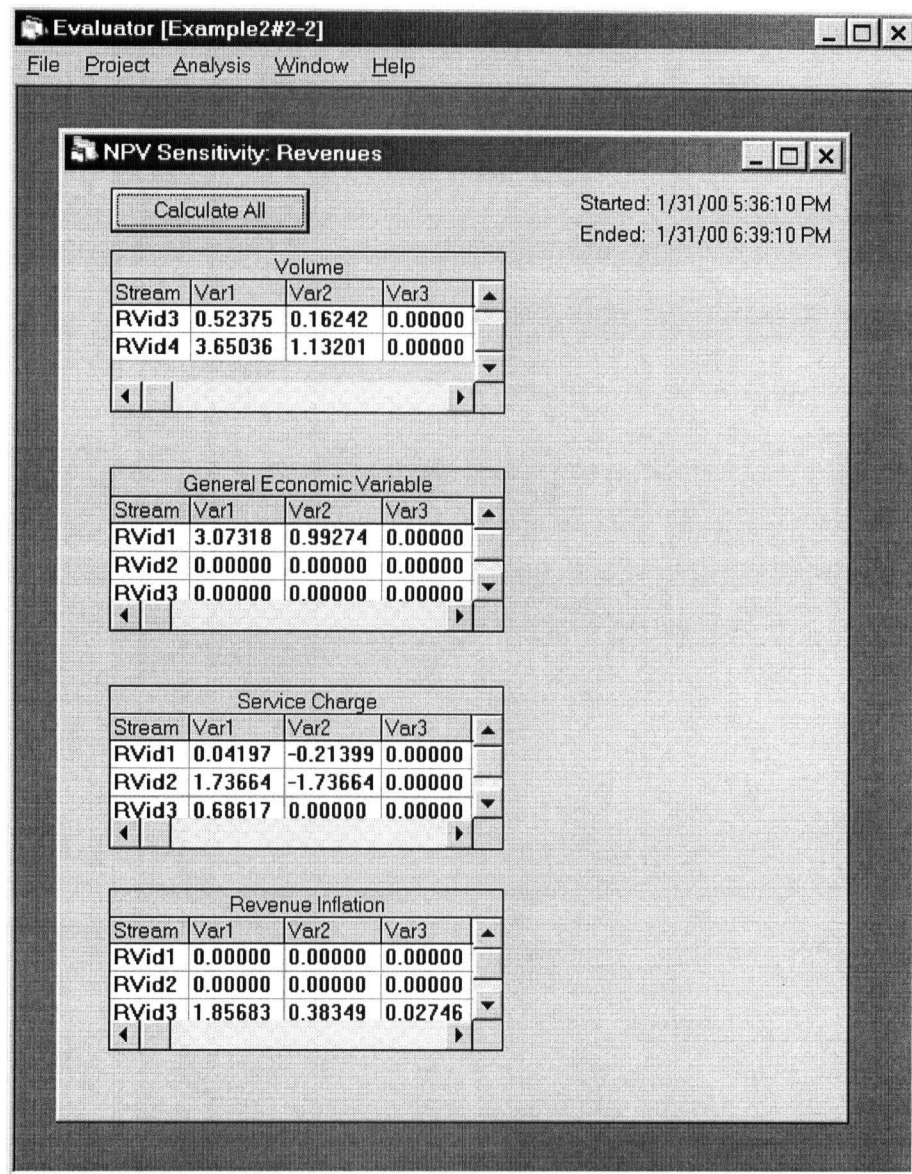 Evaluator [Example2#2-2]
File Project Analysis Window Help
NPV Sensitivity: Revenues
Calculate All
Started: 1/31/00 5:36:10 PM
Ended: 1/31/00 6:39:10 PM
Volume
Stream Var1 Var2 Var3
RVid3 0.52375 0.16242 0.00000
RVid4 3.65036 1.13201 0.00000
General Economic Variable
Stream Var1 Var2 Var3
RVid1 3.07318 0.99274 0.00000
RVid2 0.00000 0.00000 0.00000
RVid3 0.00000 0.00000 0.00000
Service Charge
Stream Var1 Var2 Var3
RVid1 0.04197 -0.21399 0.00000
RVid2 1.73664 -1.73664 0.00000
RVid3 0.68617 0.00000 0.00000
Revenue Inflation
Stream Var1 Var2 Var3
RVid1 0.00000 0.00000 0.00000
RVid2 0.00000 0.00000 0.00000
RVid3 1.85683 0.38349 0.02746